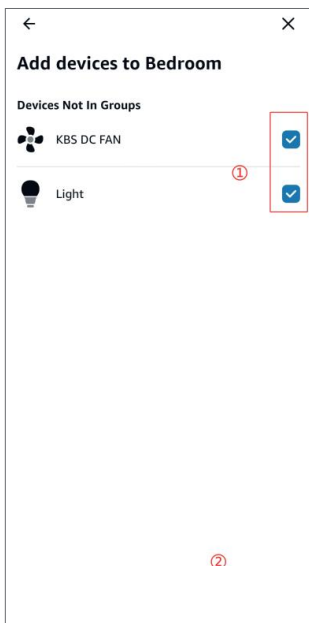 Add devices to Bedroom
Devices Not In Groups
KBS DC FAN
①
Light
②